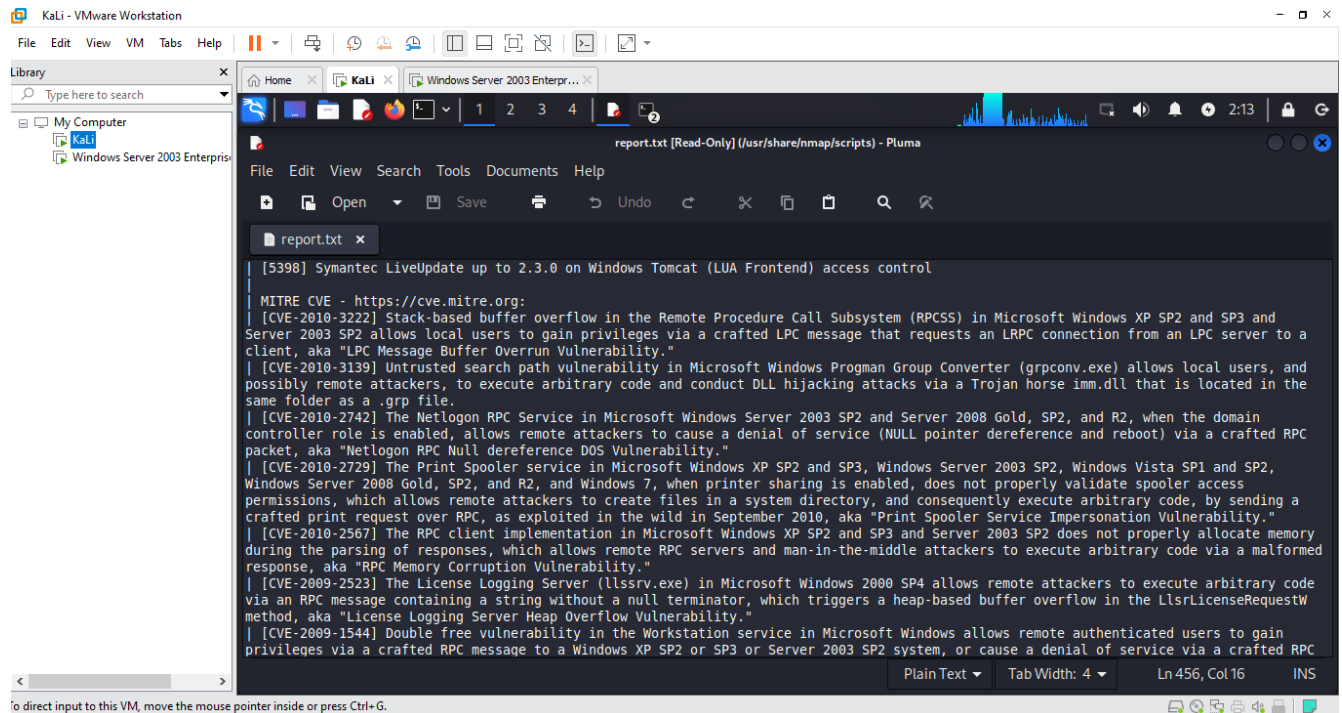 KaLi - VMware Workstation
File Edit View VM Tabs Help
Library
Type here to search
My Computer
KaLi
Windows Server 2003 Enterpris
Home
KaLi
Windows Server 2003 Enterpr...
1 2 3 4
2
2:13
report.txt [Read-Only] (/usr/share/nmap/scripts) - Pluma
File Edit View Search Tools Documents Help
Open Save Undo
report.txt
| [5398] Symantec LiveUpdate up to 2.3.0 on Windows Tomcat (LUA Frontend) access control
|
| MITRE CVE - https://cve.mitre.org:
| [CVE-2010-3222] Stack-based buffer overflow in the Remote Procedure Call Subsystem (RPCSS) in Microsoft Windows XP SP2 and SP3 and
Server 2003 SP2 allows local users to gain privileges via a crafted LPC message that requests an LRPC connection from an LPC server to a
client, aka "LPC Message Buffer Overrun Vulnerability."
| [CVE-2010-3139] Untrusted search path vulnerability in Microsoft Windows Progman Group Converter (grpconv.exe) allows local users, and
possibly remote attackers, to execute arbitrary code and conduct DLL hijacking attacks via a Trojan horse imm.dll that is located in the
same folder as a .grp file.
| [CVE-2010-2742] The Netlogon RPC Service in Microsoft Windows Server 2003 SP2 and Server 2008 Gold, SP2, and R2, when the domain
controller role is enabled, allows remote attackers to cause a denial of service (NULL pointer dereference and reboot) via a crafted RPC
packet, aka "Netlogon RPC Null dereference DOS Vulnerability."
| [CVE-2010-2729] The Print Spooler service in Microsoft Windows XP SP2 and SP3, Windows Server 2003 SP2, Windows Vista SP1 and SP2,
Windows Server 2008 Gold, SP2, and R2, and Windows 7, when printer sharing is enabled, does not properly validate spooler access
permissions, which allows remote attackers to create files in a system directory, and consequently execute arbitrary code, by sending a
crafted print request over RPC, as exploited in the wild in September 2010, aka "Print Spooler Service Impersonation Vulnerability."
| [CVE-2010-2567] The RPC client implementation in Microsoft Windows XP SP2 and SP3 and Server 2003 SP2 does not properly allocate memory
during the parsing of responses, which allows remote RPC servers and man-in-the-middle attackers to execute arbitrary code via a malformed
response, aka "RPC Memory Corruption Vulnerability."
| [CVE-2009-2523] The License Logging Server (llssrv.exe) in Microsoft Windows 2000 SP4 allows remote attackers to execute arbitrary code
via an RPC message containing a string without a null terminator, which triggers a heap-based buffer overflow in the LlsrLicenseRequestW
method, aka "License Logging Server Heap Overflow Vulnerability."
| [CVE-2009-1544] Double free vulnerability in the Workstation service in Microsoft Windows allows remote authenticated users to gain
privileges via a crafted RPC message to a Windows XP SP2 or SP3 or Server 2003 SP2 system, or cause a denial of service via a crafted RPC
Plain Text Tab Width: 4 Ln 456, Col 16 INS
To direct input to this VM, move the mouse pointer inside or press Ctrl+G.